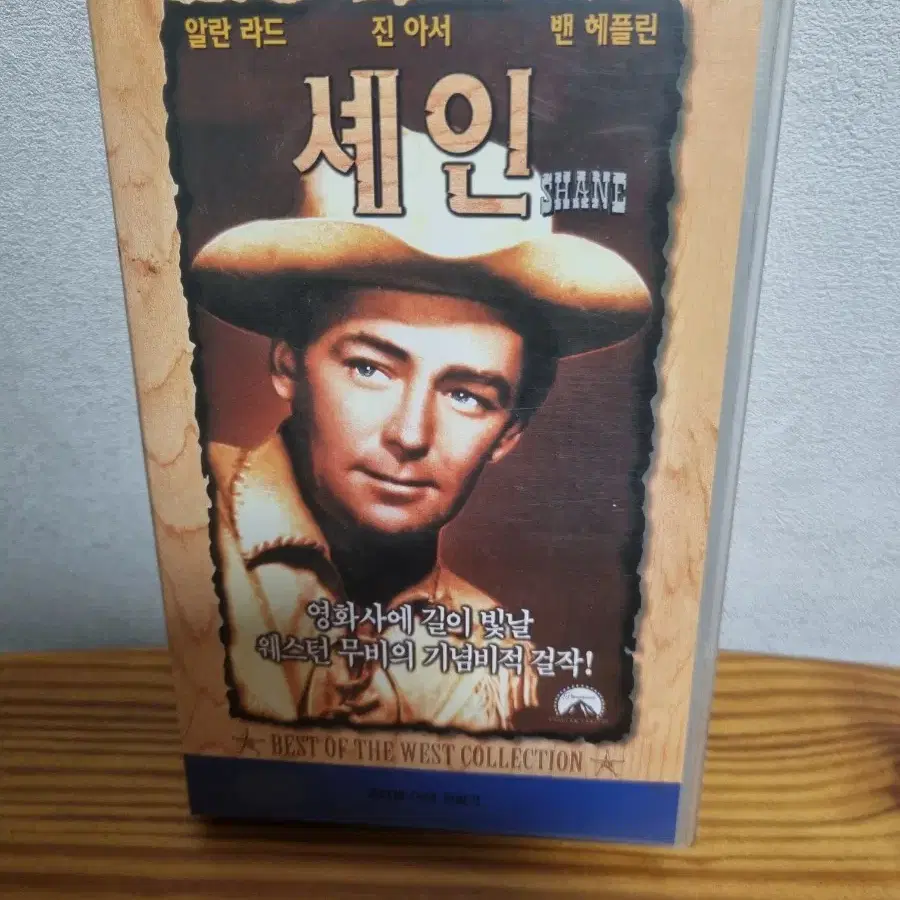 알란 라드 진 아서 밴 헤플린
셰인
SHANE
영화사에 길이 빛날
웨스턴 무비의 기념비적 걸작!
BEST OF THE WEST COLLECTION